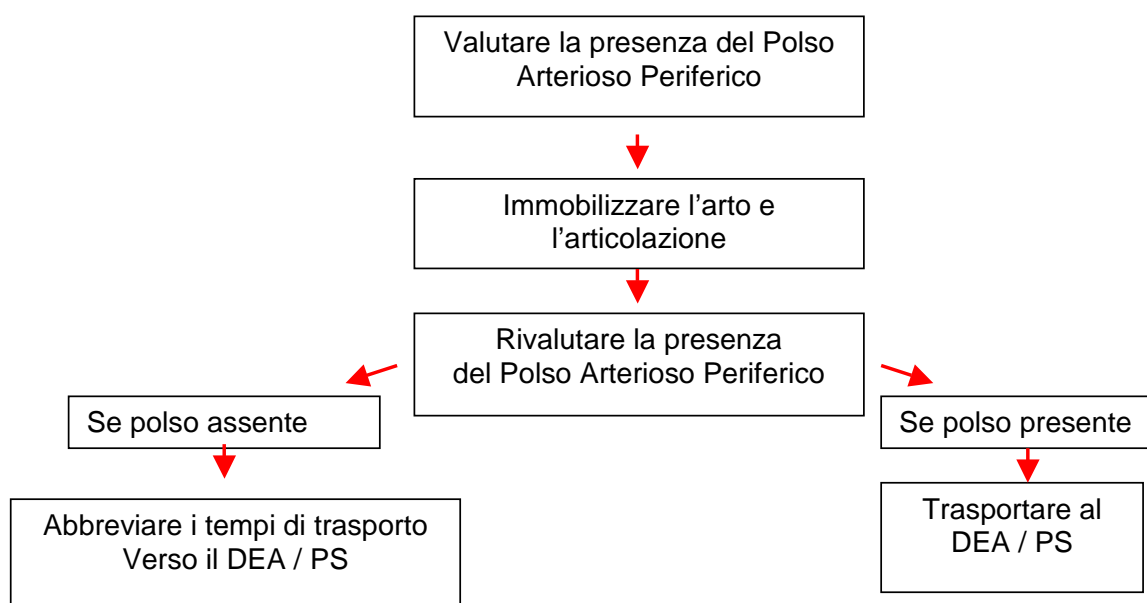 Valutare la presenza del Polso
Arterioso Periferico
Immobilizzare l’arto e
l’articolazione
Rivalutare la presenza
del Polso Arterioso Periferico
Se polso assente
Se polso presente
Abbreviare i tempi di trasporto
Verso il DEA / PS
Trasportare al
DEA / PS